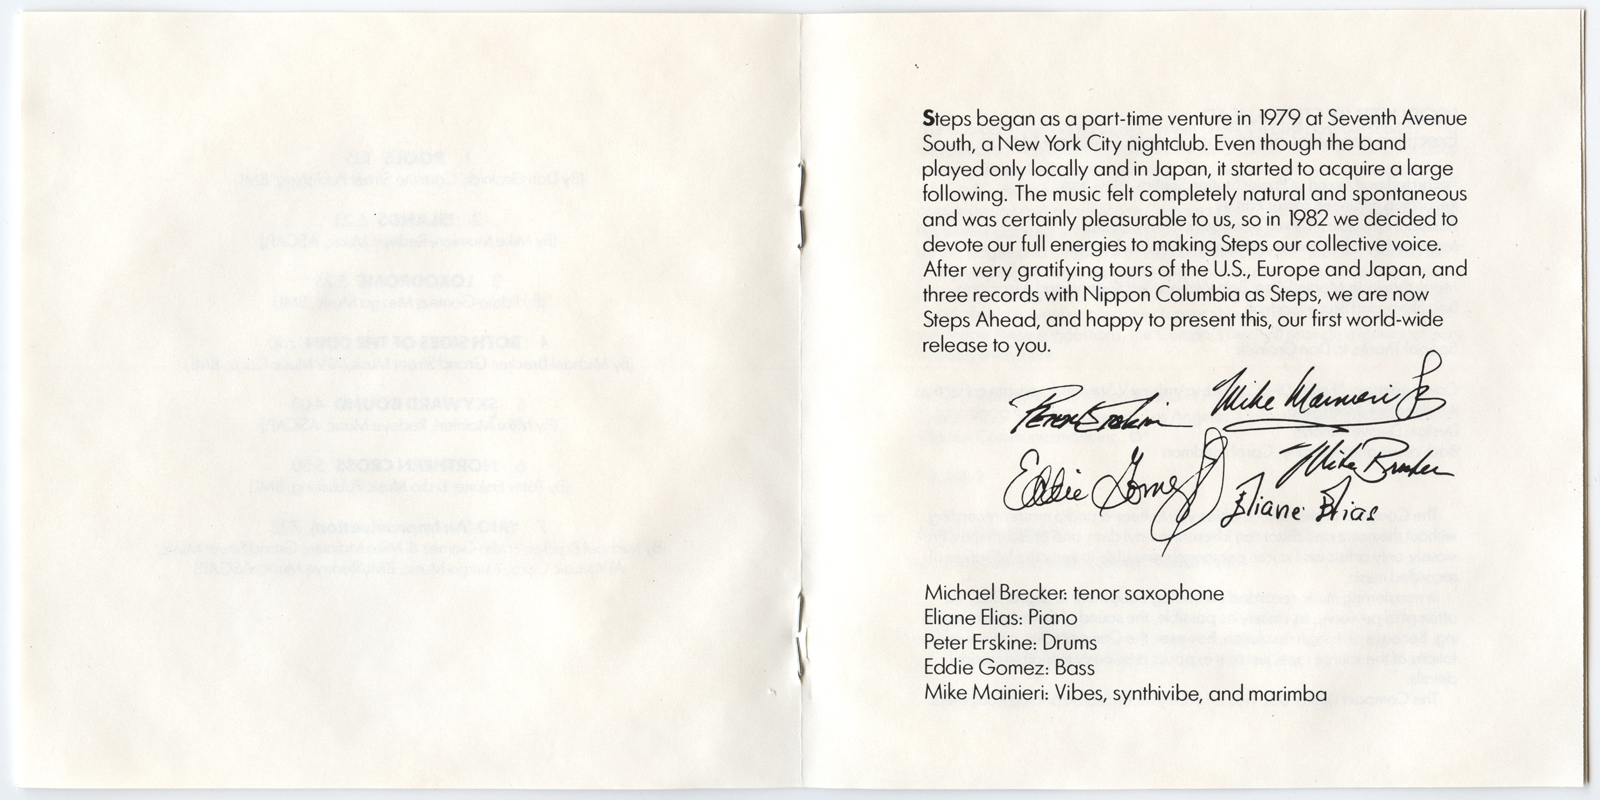 Steps began as a part-time venture in 1979 at Seventh Avenue
South, a New York City nightclub. Even though the band
played only locally and in Japan, it started to acquire a large
following. The music felt completely natural and spontaneous
and was certainly pleasurable to us, so in 1982 we decided to
devote our full energies to making Steps our collective voice.
After very gratifying tours of the U.S., Europe and Japan, and
three records with Nippon Columbia as Steps, we are now
Steps Ahead, and happy to present this, our first world-wide
release to you.
Peter Erskine
Mike Mainieri
Eddie Gomez
Mike Brecker
Eliane Elias
Michael Brecker: tenor saxophone
Eliane Elias: Piano
Peter Erskine: Drums
Eddie Gomez: Bass
Mike Mainieri: Vibes, synthivibe, and marimba